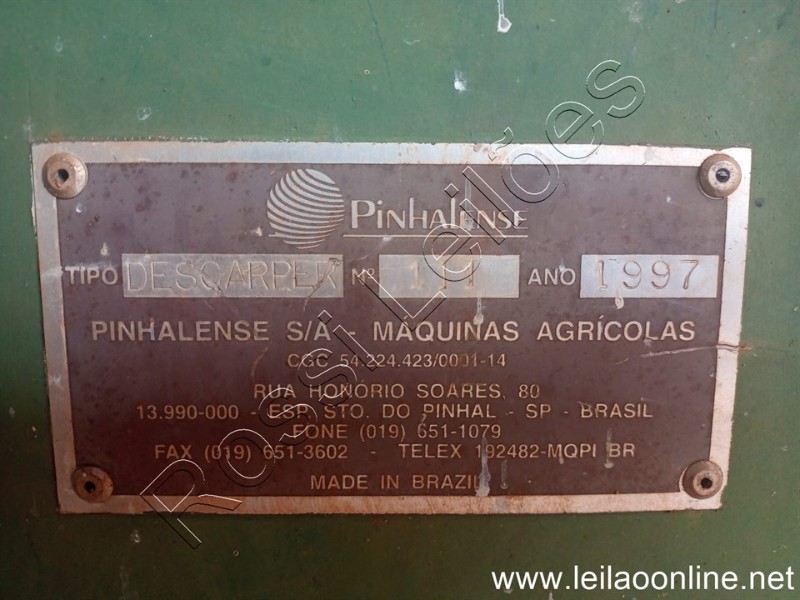 PINHALENSE
TIPO DESCARPER Nº 111 ANO 1997
PINHALENSE S/A - MÁQUINAS AGRÍCOLAS
CGC 54.224.423/0001-14
RUA HONÓRIO SOARES, 80
13.990-000 - ESP. STO. DO PINHAL - SP - BRASIL
FONE (019) 651-1079
FAX (019) 651-3602 - TELEX 192482-MQPI BR
MADE IN BRAZIL
Rossi Leilões
www.leilaoonline.net